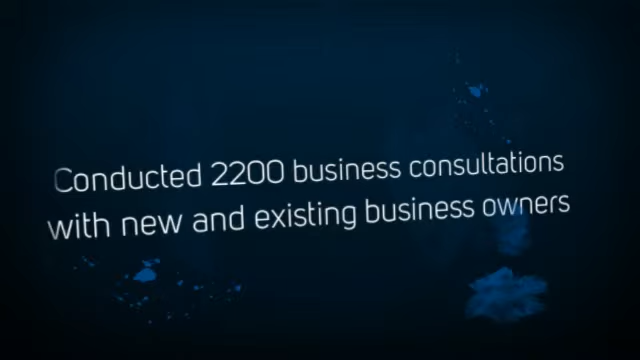 Conducted 2200 business consultations
with new and existing business owners